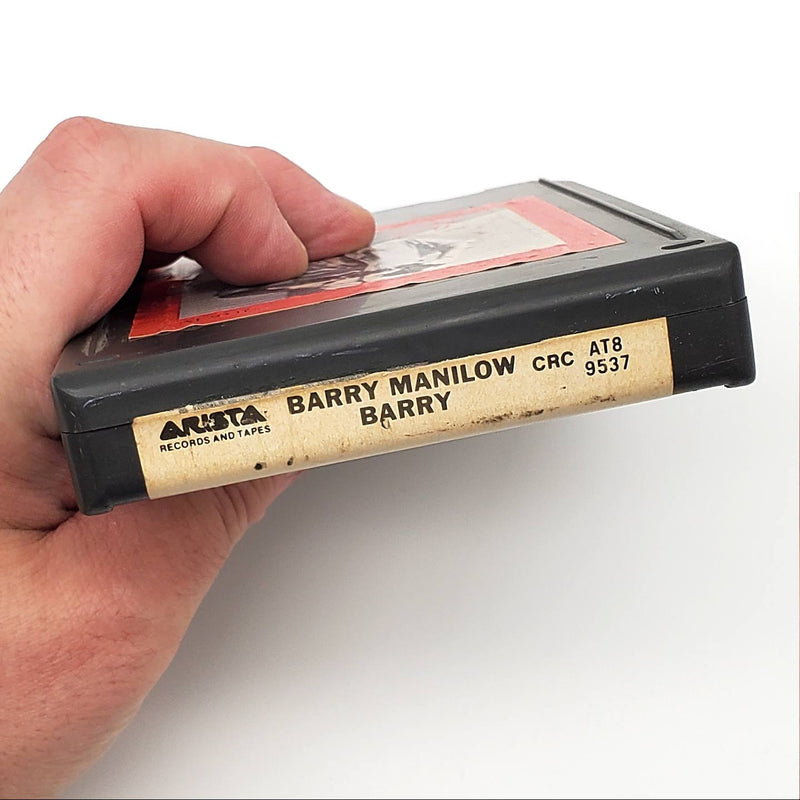 ARISTA
RECORDS AND TAPES
BARRY MANILOW
BARRY
CRC
AT8
9537